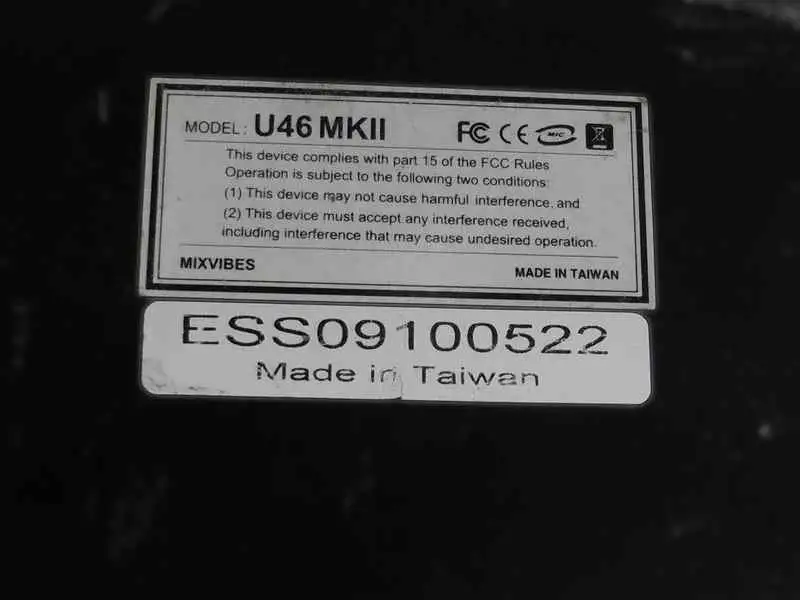 MODEL: U46 MKII FC CE MIC
This device complies with part 15 of the FCC Rules
Operation is subject to the following two conditions:
(1) This device may not cause harmful interference, and
(2) This device must accept any interference received,
including interference that may cause undesired operation.
MIXVIBES MADE IN TAIWAN
ESS09100522
Made in Taiwan